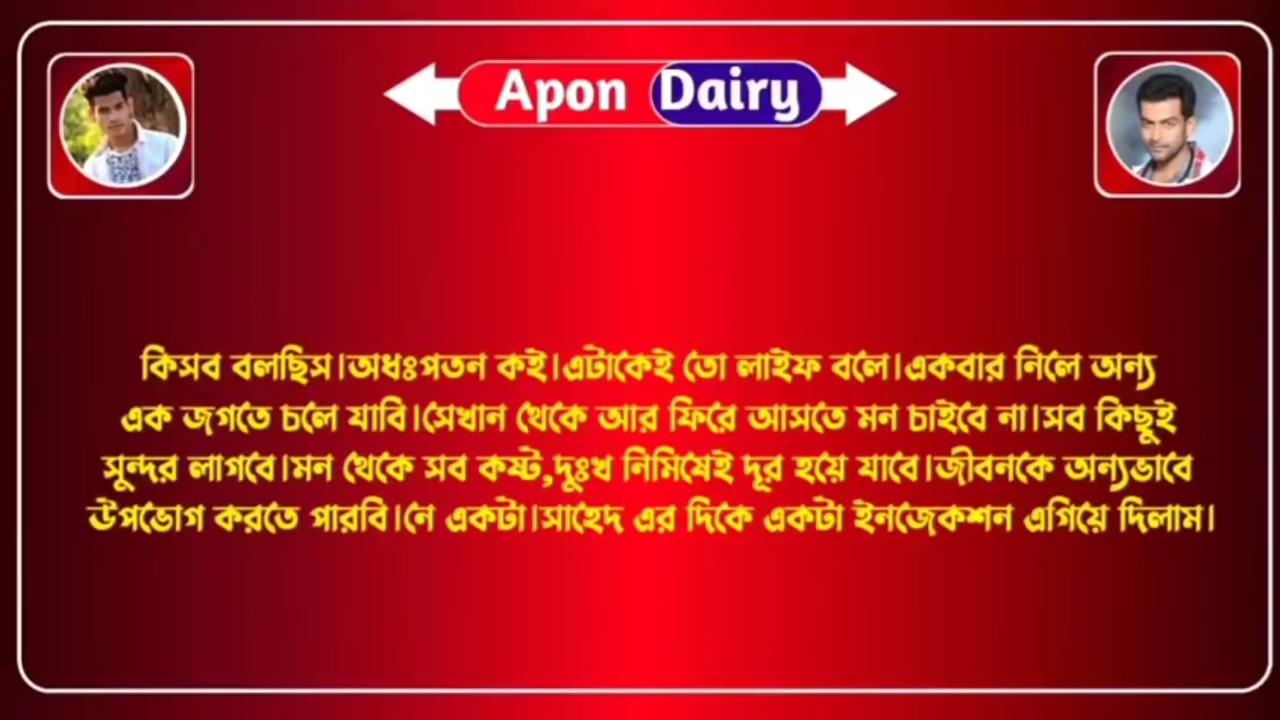 Apon Dairy
কিসব বলছিস।অধঃপতন কই।এটাকেই তো লাইফ বলে।একবার নিলে অন্য
এক জগতে চলে যাবি।সেখান থেকে আর ফিরে আসতে মন চাইবে না।সব কিছুই
সুন্দর লাগবে।মন থেকে সব কষ্ট,দুঃখ নিমিষেই দূর হয়ে যাবে।জীবনকে অন্যভাবে
উপভোগ করতে পারবি।নে একটা।সাহেদ এর দিকে একটা ইনজেকশন এগিয়ে দিলাম।